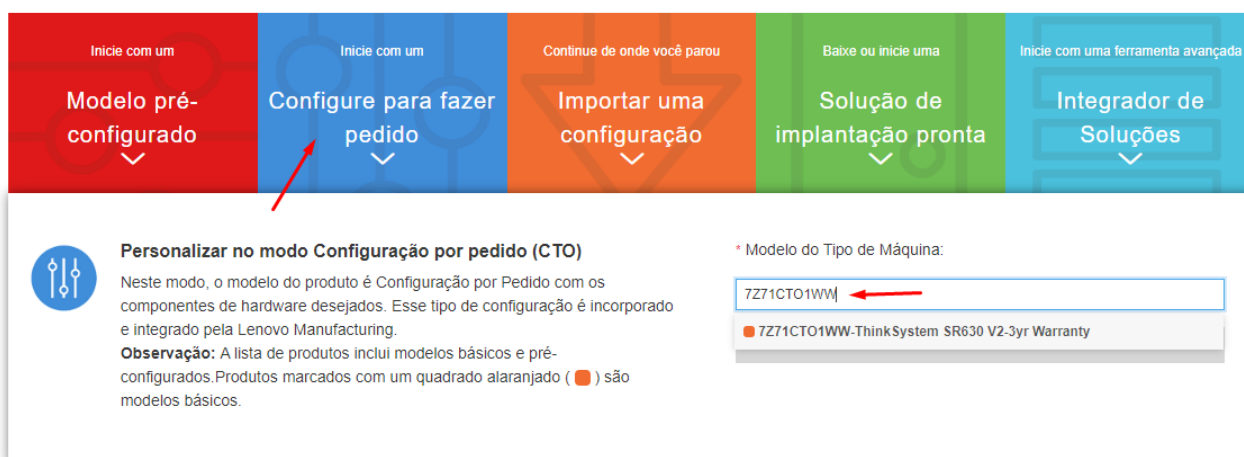 Inicie com um
Modelo pré-
configurado
Inicie com um
Configure para fazer
pedido
Continue de onde você parou
Importar uma
configuração
Baixe ou inicie uma
Solução de
implantação pronta
Inicie com uma ferramenta avançada
Integrador de
Soluções
Personalizar no modo Configuração por pedido (CTO)
Neste modo, o modelo do produto é Configuração por Pedido com os
componentes de hardware desejados. Esse tipo de configuração é incorporado
e integrado pela Lenovo Manufacturing.
Observação: A lista de produtos inclui modelos básicos e pré-
configurados.Produtos marcados com um quadrado alaranjado ( ) são
modelos básicos.
* Modelo do Tipo de Máquina:
7Z71CTO1WW
7Z71CTO1WW-ThinkSystem SR630 V2-3yr Warranty